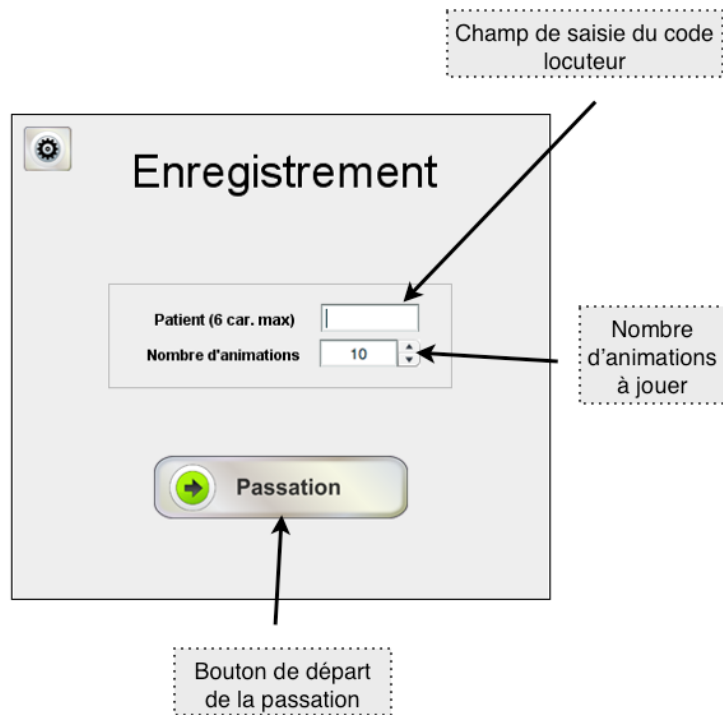 Champ de saisie du code
locuteur
Enregistrement
Patient (6 car. max)
Nombre d'animations 10
Nombre
d’animations
à jouer
Passation
Bouton de départ
de la passation